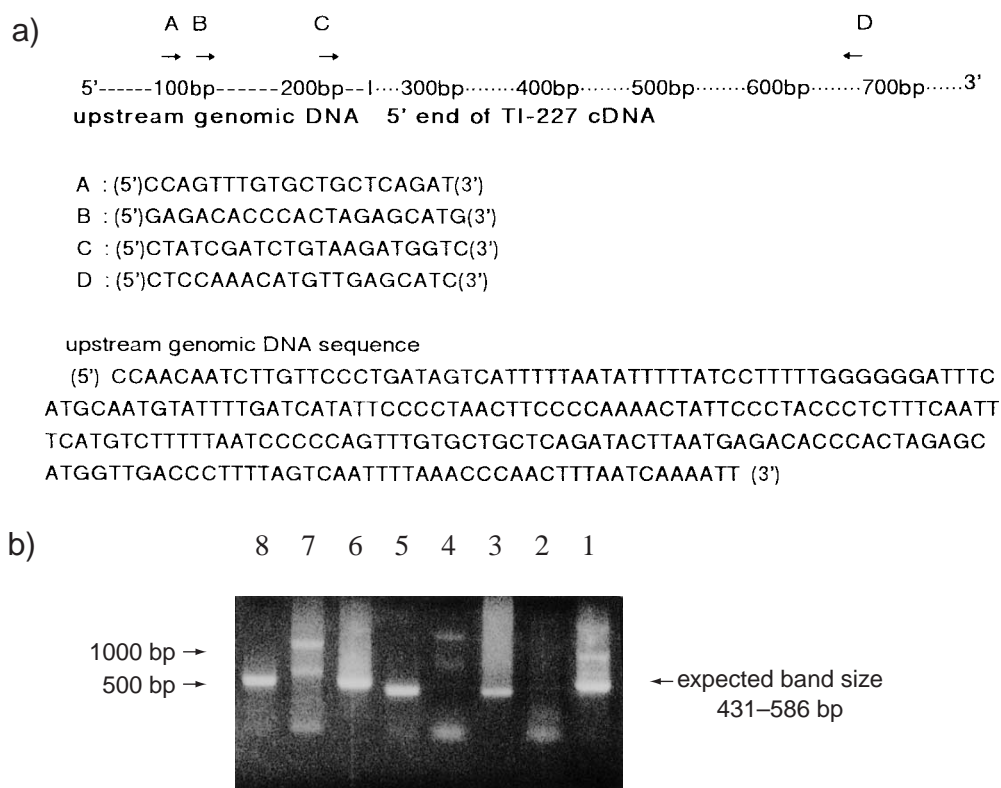 a)
A B C D
5'------100bp------200bp--I····300bp·······400bp·······500bp·······600bp·······700bp······3'
upstream genomic DNA 5' end of TI-227 cDNA
A : (5')CCAGTTTGTGCTGCTCAGAT(3')
B : (5')GAGACACCCACTAGAGCATG(3')
C : (5')CTATCGATCTGTAAGATGGTC(3')
D : (5')CTCCAAACATGTTGAGCATC(3')
upstream genomic DNA sequence
(5') CCAACAATCTTGTTCCCTGATAGTCATTTTTAATATTTTTATCCTTTTTGGGGGGATTTC
ATGCAATGTATTTTGATCATATTCCCCTAACTTCCCCAAAACTATTCCCTACCCTCTTTCAATT
TCATGTCTTTTTAATCCCCCAGTTTGTGCTGCTCAGATACTTAATGAGACACCCACTAGAGC
ATGGTTGACCCTTTTAGTCAATTTTAAACCCAACTTTAATCAAAATT (3')
b)
8 7 6 5 4 3 2 1
1000 bp →
500 bp →
← expected band size
431–586 bp